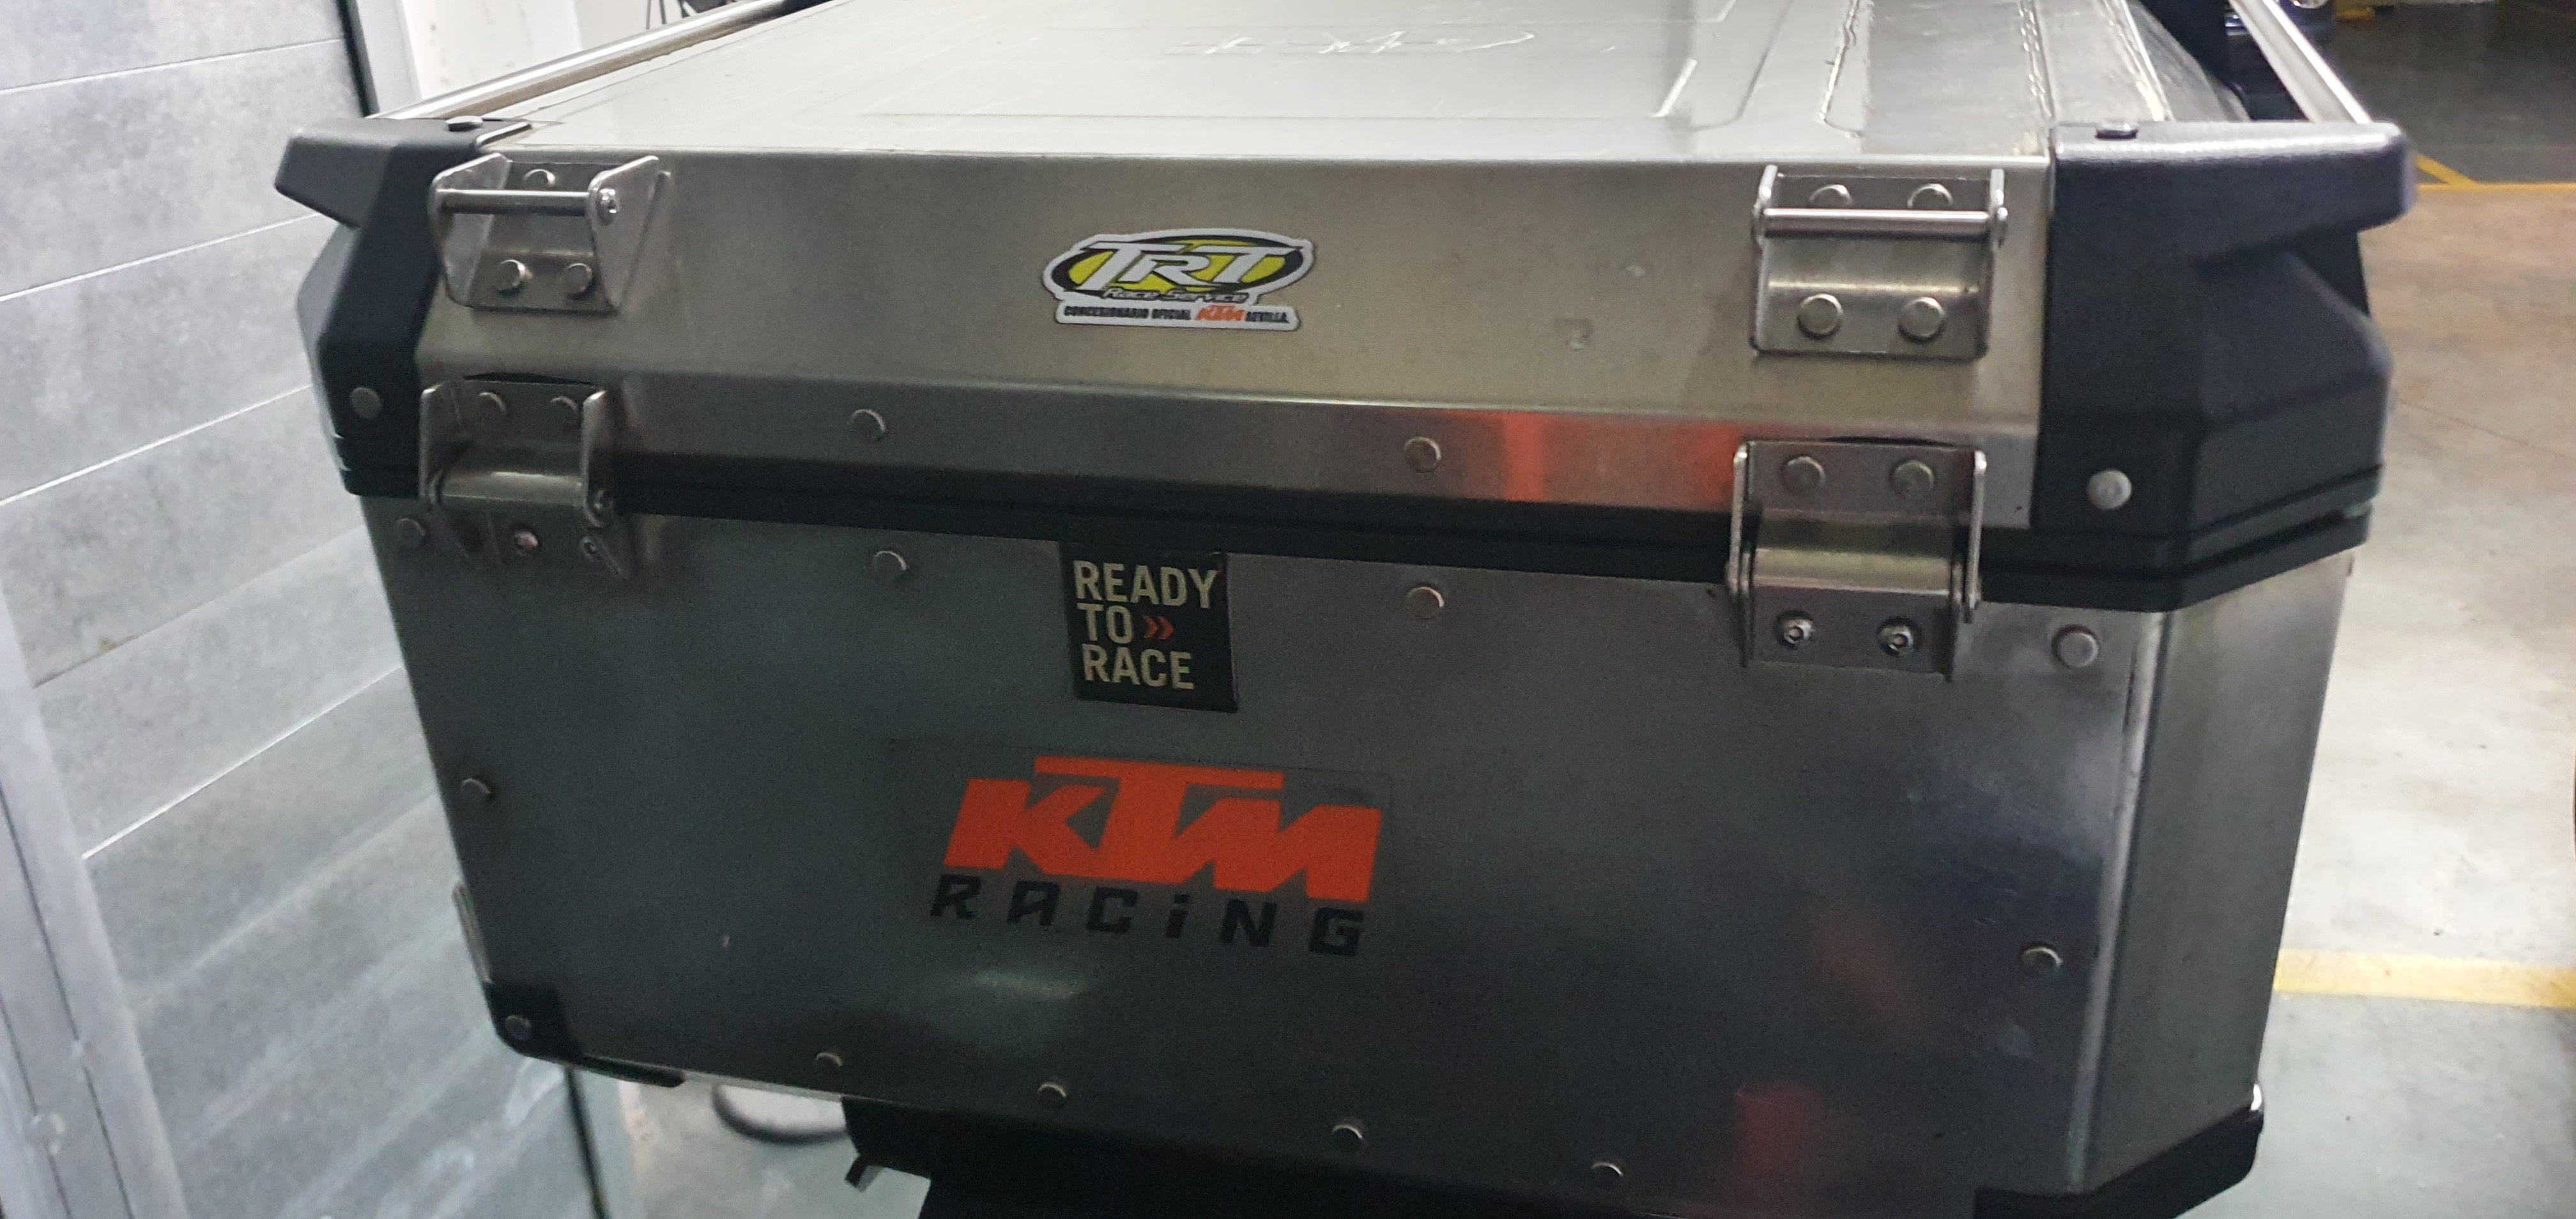 TRT
Race Service
CONCESIONARIO OFICIAL KTM SEVILLA.
READY
TO »
RACE
KTM
RACiNG